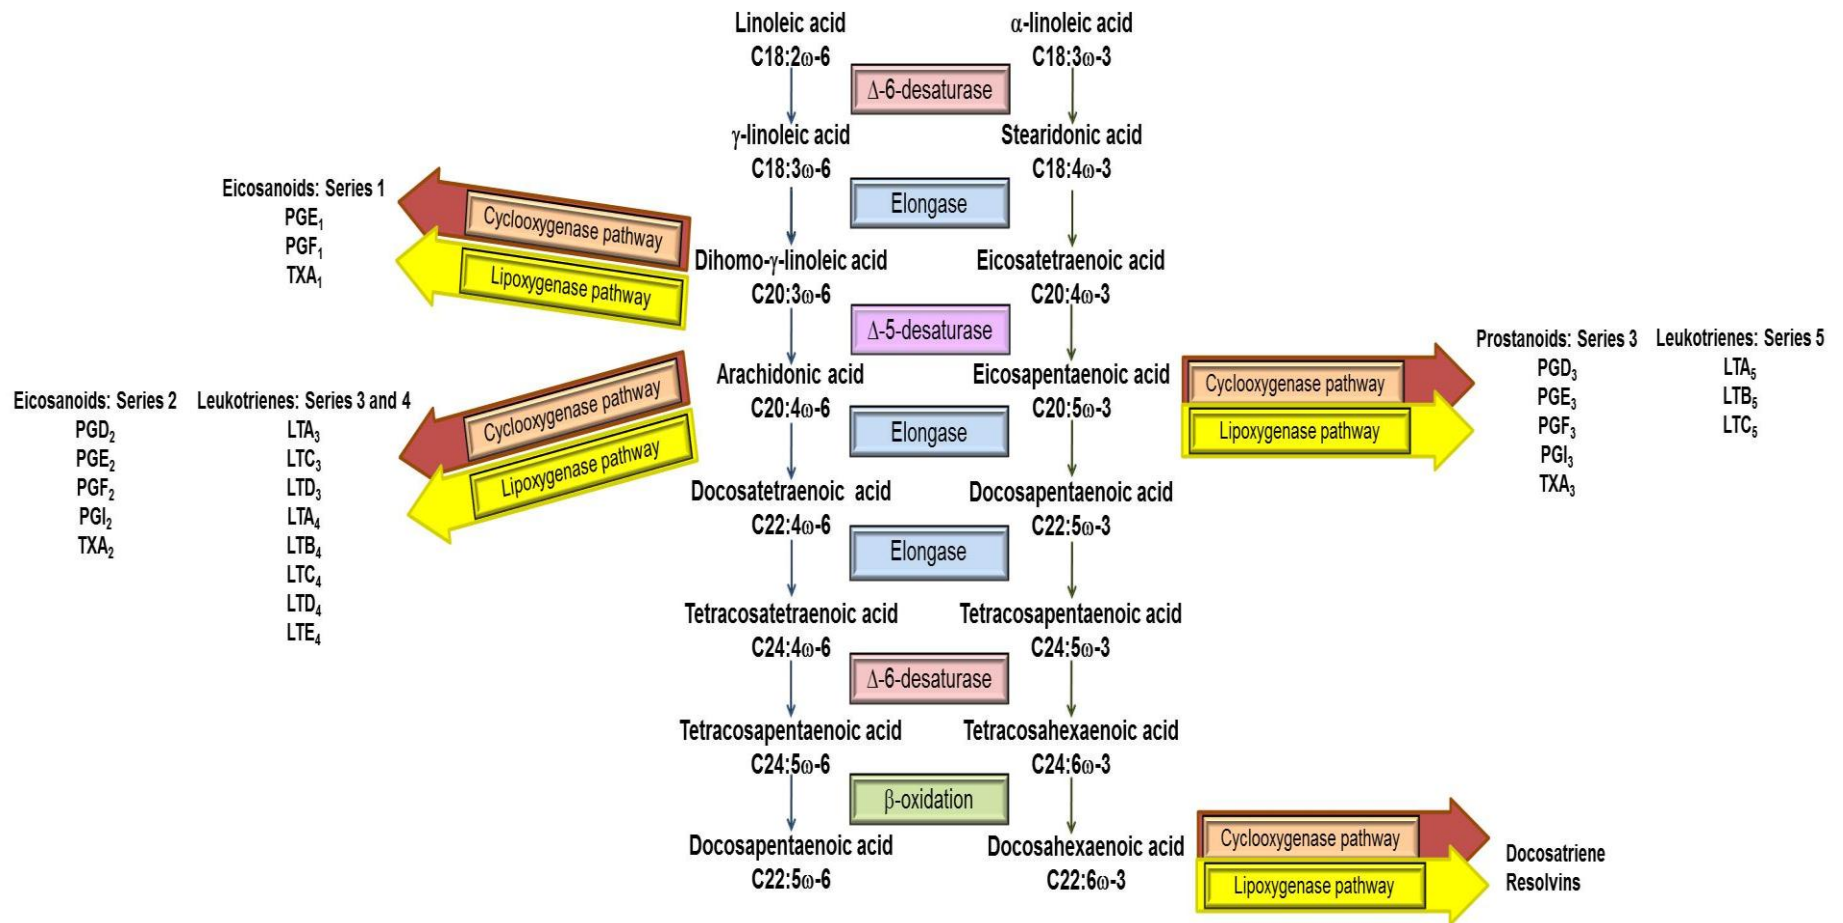 Linoleic acid
C18:2ω-6
α-linoleic acid
C18:3ω-3
Δ-6-desaturase
γ-linoleic acid
C18:3ω-6
Stearidonic acid
C18:4ω-3
Elongase
Eicosanoids: Series 1
PGE₁
PGF₁
TXA₁
Cyclooxygenase pathway
Lipoxygenase pathway
Dihomo-γ-linoleic acid
C20:3ω-6
Eicosatetraenoic acid
C20:4ω-3
Δ-5-desaturase
Arachidonic acid
C20:4ω-6
Eicosapentaenoic acid
C20:5ω-3
Cyclooxygenase pathway
Lipoxygenase pathway
Eicosanoids: Series 2
PGD₂
PGE₂
PGF₂
PGI₂
TXA₂
Leukotrienes: Series 3 and 4
LTA₃
LTC₃
LTD₃
LTA₄
LTB₄
LTC₄
LTD₄
LTE₄
Cyclooxygenase pathway
Lipoxygenase pathway
Prostanoids: Series 3
PGD₃
PGE₃
PGF₃
PGI₃
TXA₃
Leukotrienes: Series 5
LTA₅
LTB₅
LTC₅
Elongase
Docosatetraenoic acid
C22:4ω-6
Docosapentaenoic acid
C22:5ω-3
Elongase
Tetracosatetraenoic acid
C24:4ω-6
Tetracosapentaenoic acid
C24:5ω-3
Δ-6-desaturase
Tetracosapentaenoic acid
C24:5ω-6
Tetracosahexaenoic acid
C24:6ω-3
β-oxidation
Docosapentaenoic acid
C22:5ω-6
Docosahexaenoic acid
C22:6ω-3
Cyclooxygenase pathway
Lipoxygenase pathway
Docosatriene
Resolvins